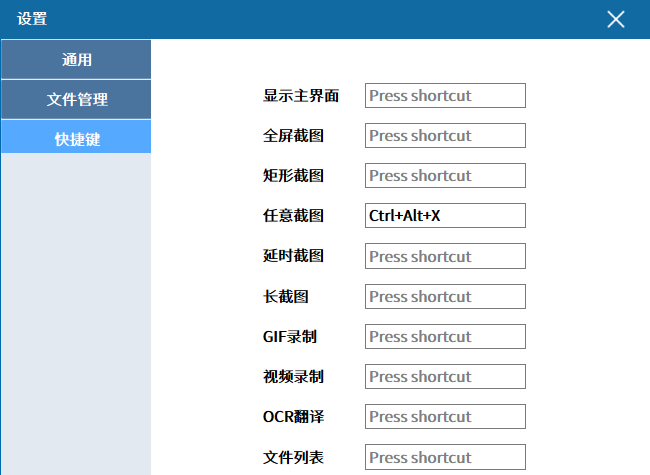 设置
通用
文件管理
快捷键
显示主界面 Press shortcut
全屏截图 Press shortcut
矩形截图 Press shortcut
任意截图 Ctrl+Alt+X
延时截图 Press shortcut
长截图 Press shortcut
GIF录制 Press shortcut
视频录制 Press shortcut
OCR翻译 Press shortcut
文件列表 Press shortcut